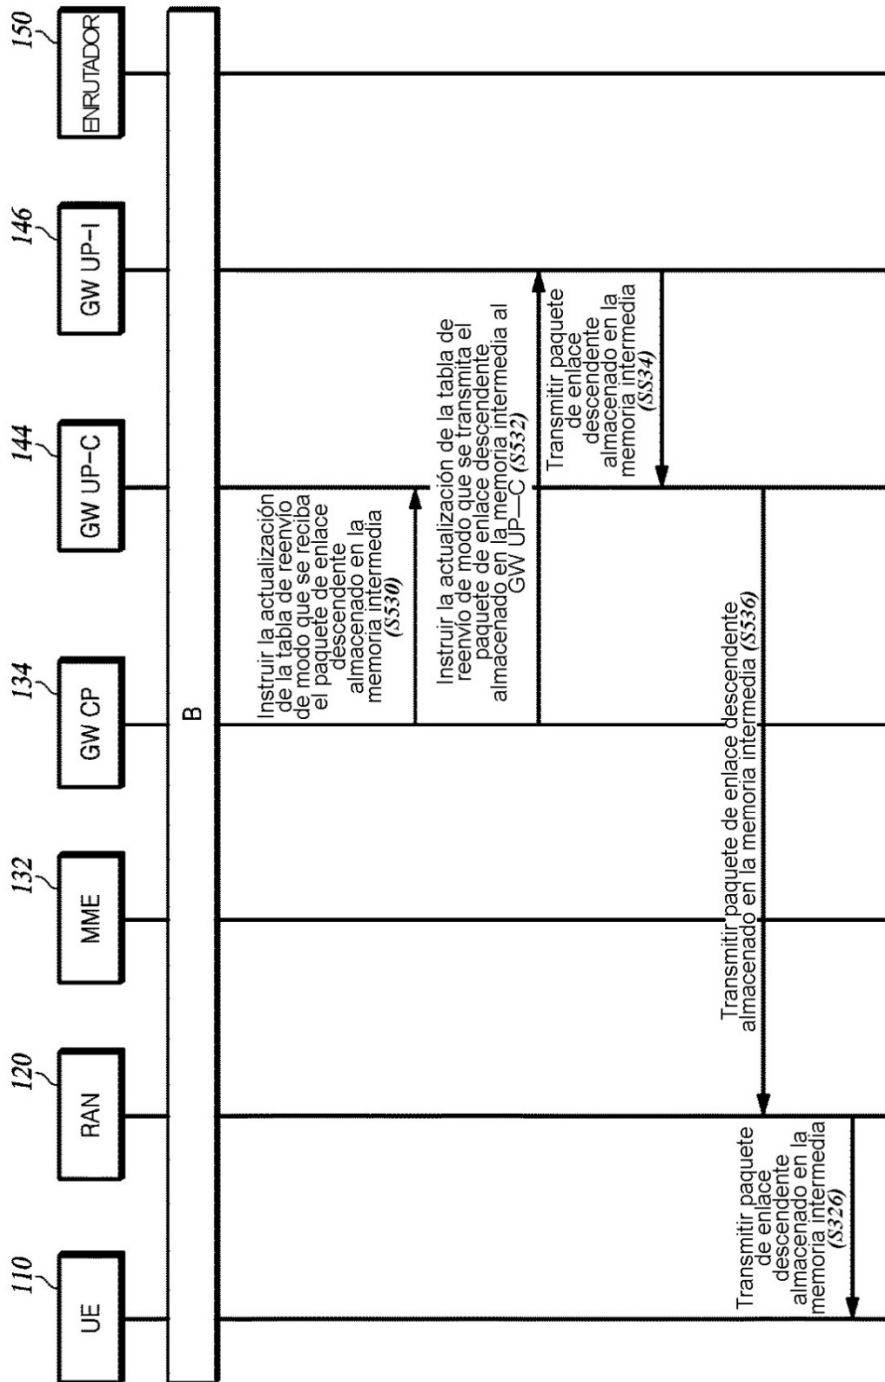 110 120 132 134 144 146 150
UE RAN MME GW CP GW UP-C GW UP-I ENRUTADOR
B
Instruir la actualización
de la tabla de reenvío
de modo que se reciba
el paquete de enlace
descendente
almacenado en la
memoria intermedia
(S530)
Instruir la actualización de la tabla de
reenvío de modo que se transmita el
paquete de enlace descendente
almacenado en la memoria intermedia al
GW UP—C (S532)
Transmitir paquete
de enlace
descendente
almacenado en la
memoria intermedia
(SS34)
Transmitir paquete de enlace descendente
almacenado en la memoria intermedia (S536)
Transmitir paquete
de enlace
descendente
almacenado en la
memoria intermedia
(S326)